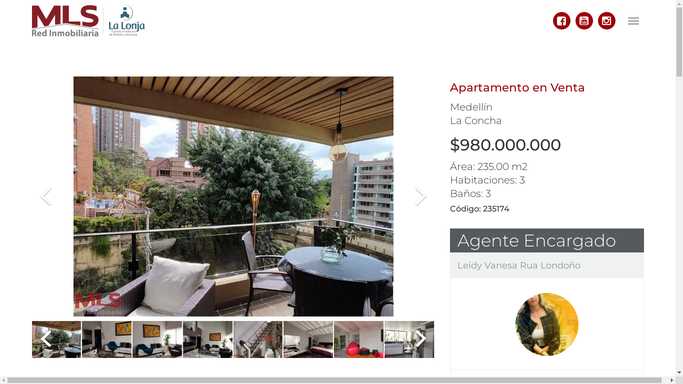 MLS
Red Inmobiliaria
La Lonja
Apartamento en Venta
Medellín
La Concha
$980.000.000
Área: 235.00 m2
Habitaciones: 3
Baños: 3
Código: 235174
Agente Encargado
Leidy Vanesa Rua Londoño
MLS